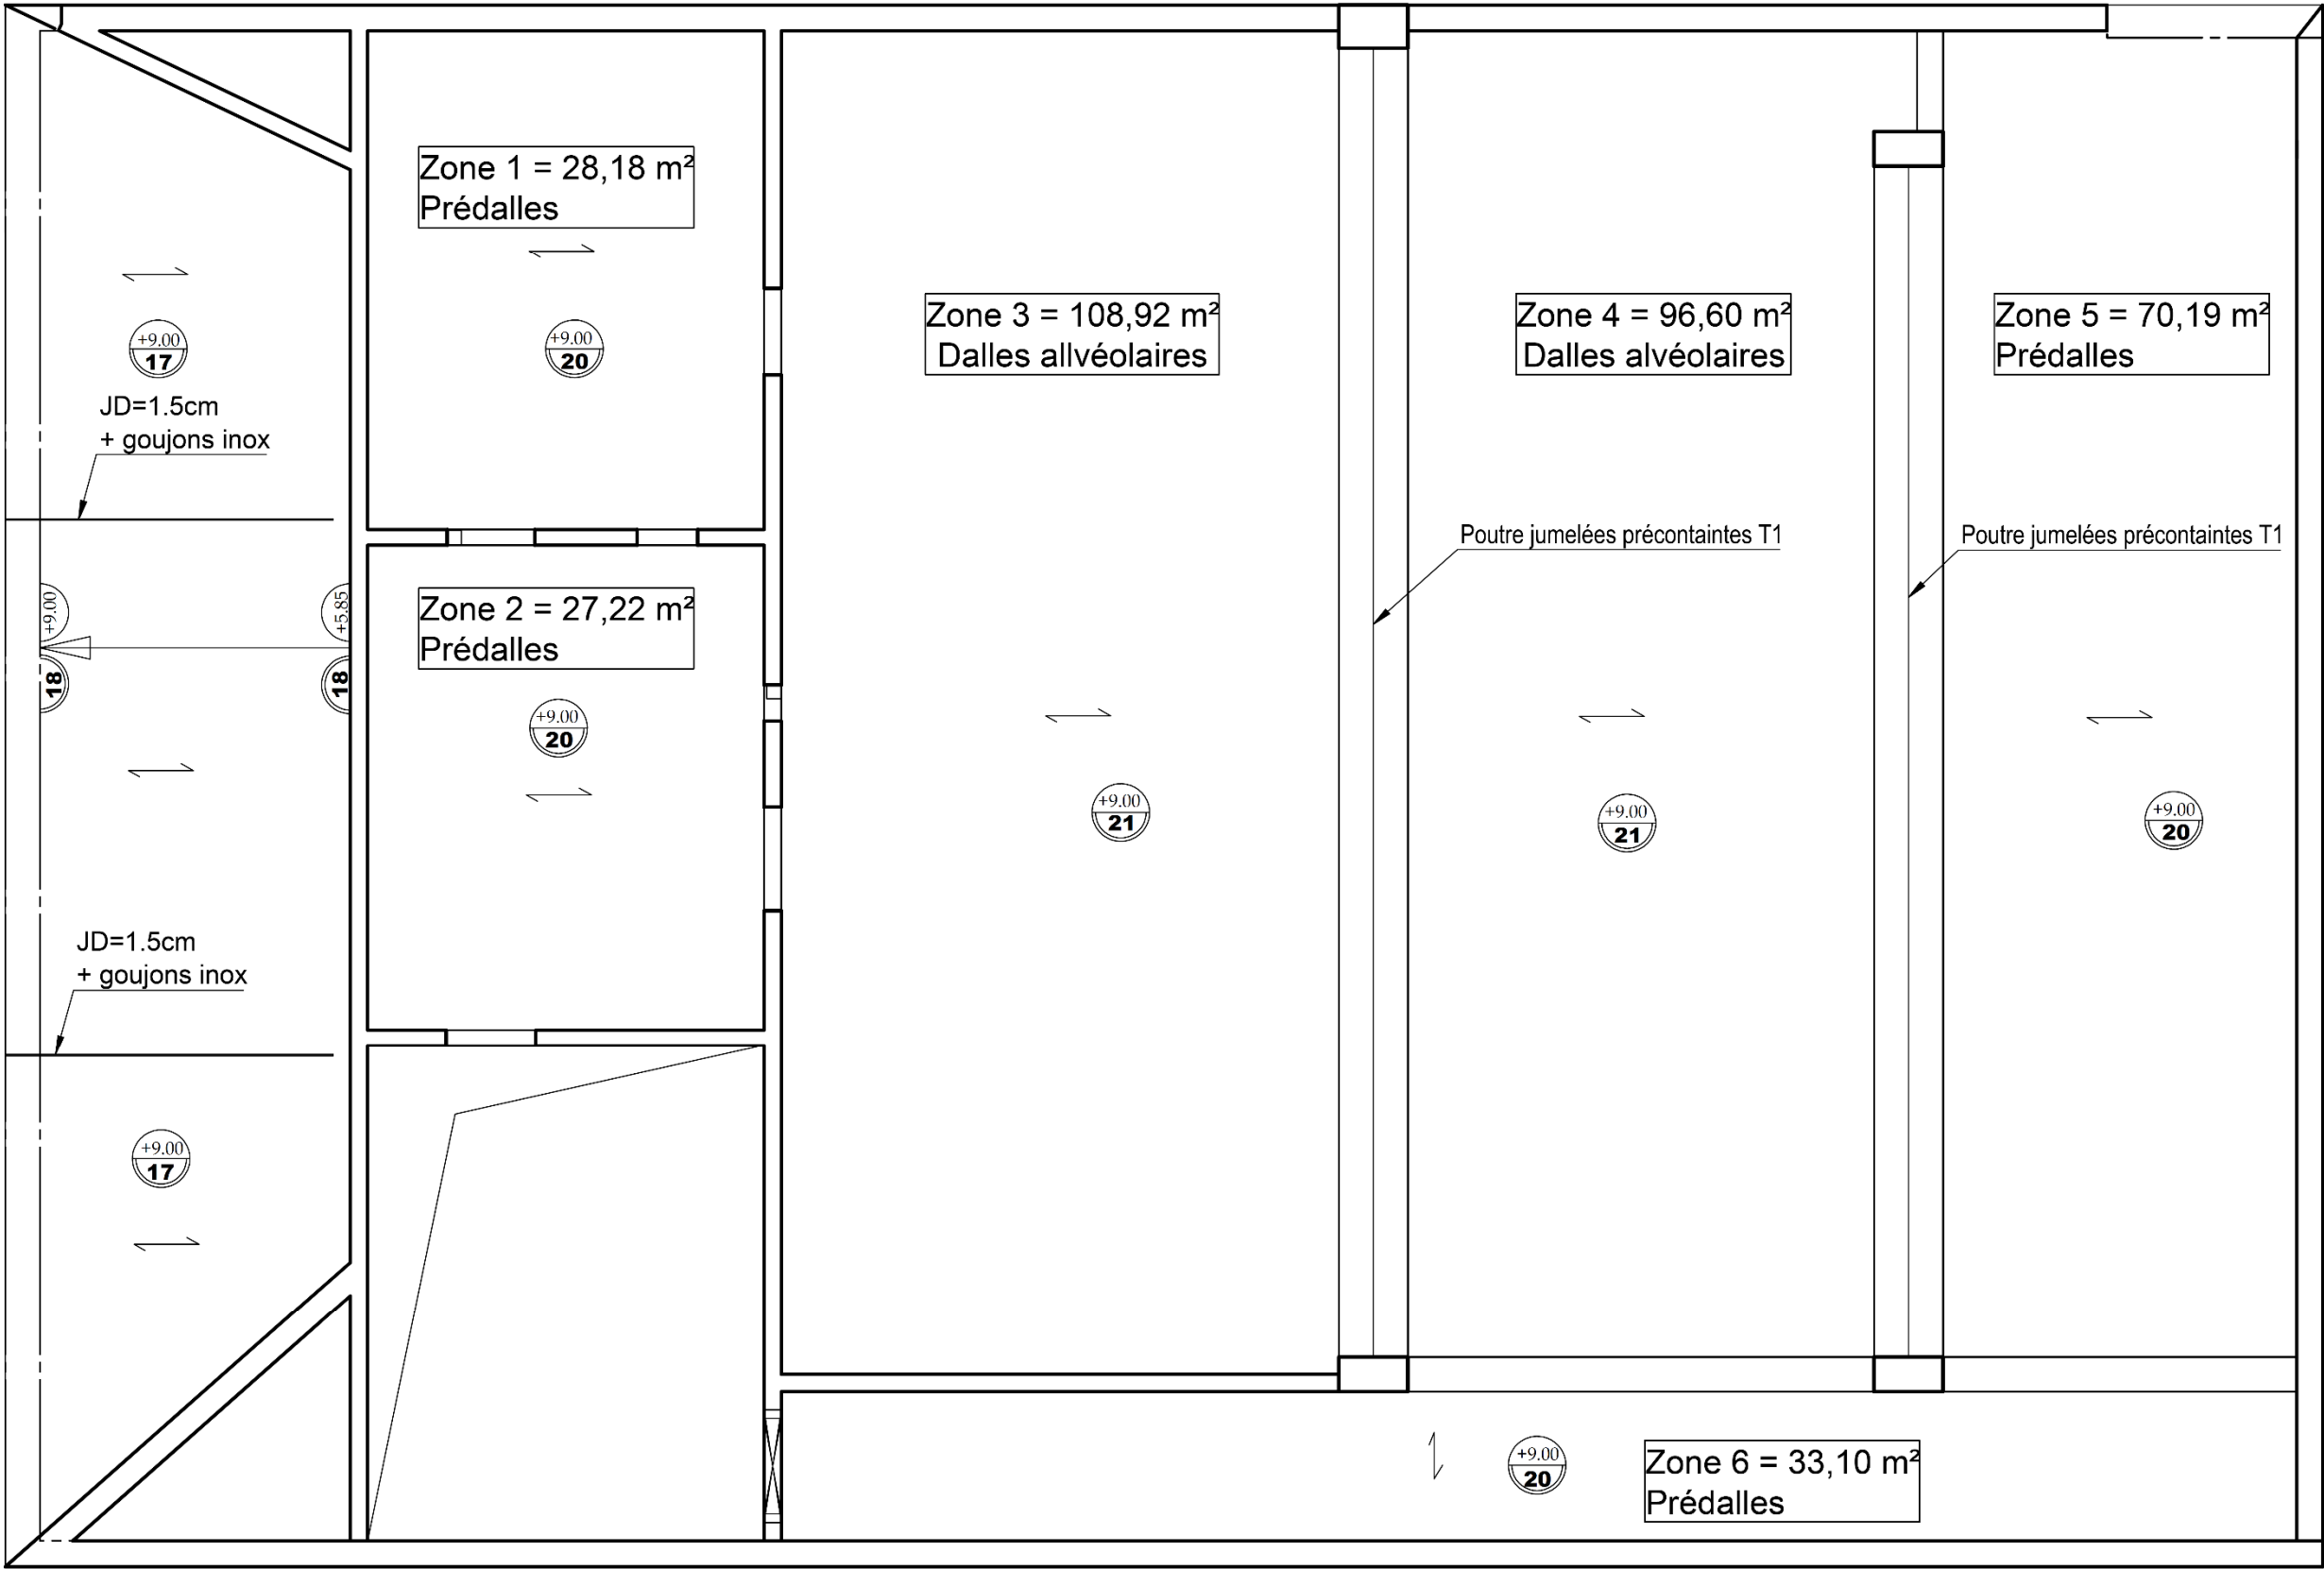 Zone 1 = 28,18 m²
Prédalles
+9.00
17
+9.00
20
Zone 3 = 108,92 m²
Dalles allvéolaires
Zone 4 = 96,60 m²
Dalles alvéolaires
Zone 5 = 70,19 m²
Prédalles
JD=1.5cm
+ goujons inox
Poutre jumelées précontaintes T1
Poutre jumelées précontaintes T1
+9.00
18
+5.85
18
Zone 2 = 27,22 m²
Prédalles
+9.00
20
+9.00
21
+9.00
21
+9.00
20
JD=1.5cm
+ goujons inox
+9.00
17
+9.00
20
Zone 6 = 33,10 m²
Prédalles